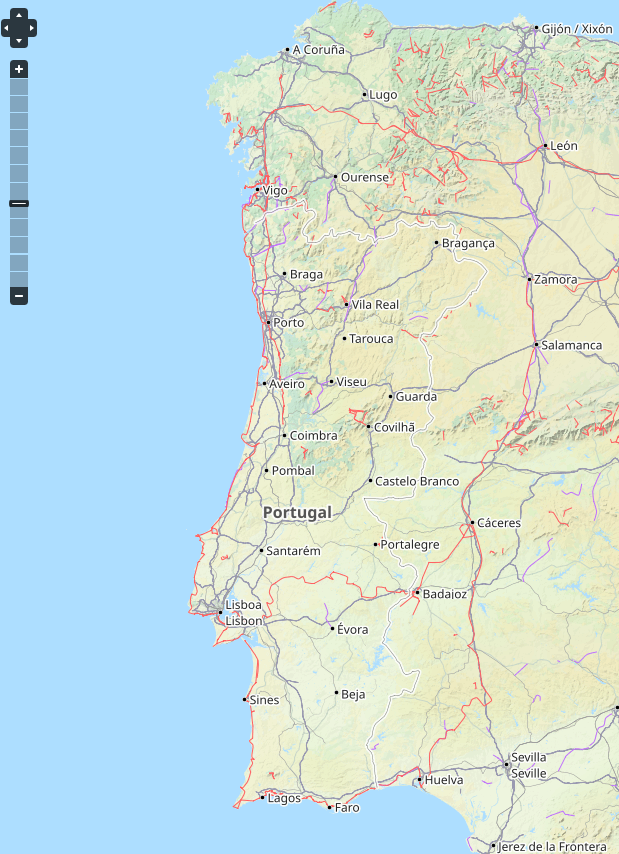 Gijón / Xixón
A Coruña
Lugo
León
Ourense
Vigo
Bragança
Braga
Zamora
Vila Real
Porto
Tarouca
Salamanca
Aveiro
Viseu
Guarda
Covilhã
Coimbra
Pombal
Castelo Branco
Portugal
Cáceres
Portalegre
Santarém
Badajoz
Lisboa
Lisbon
Évora
Beja
Sines
Sevilla
Seville
Huelva
Lagos
Faro
Jerez de la Frontera